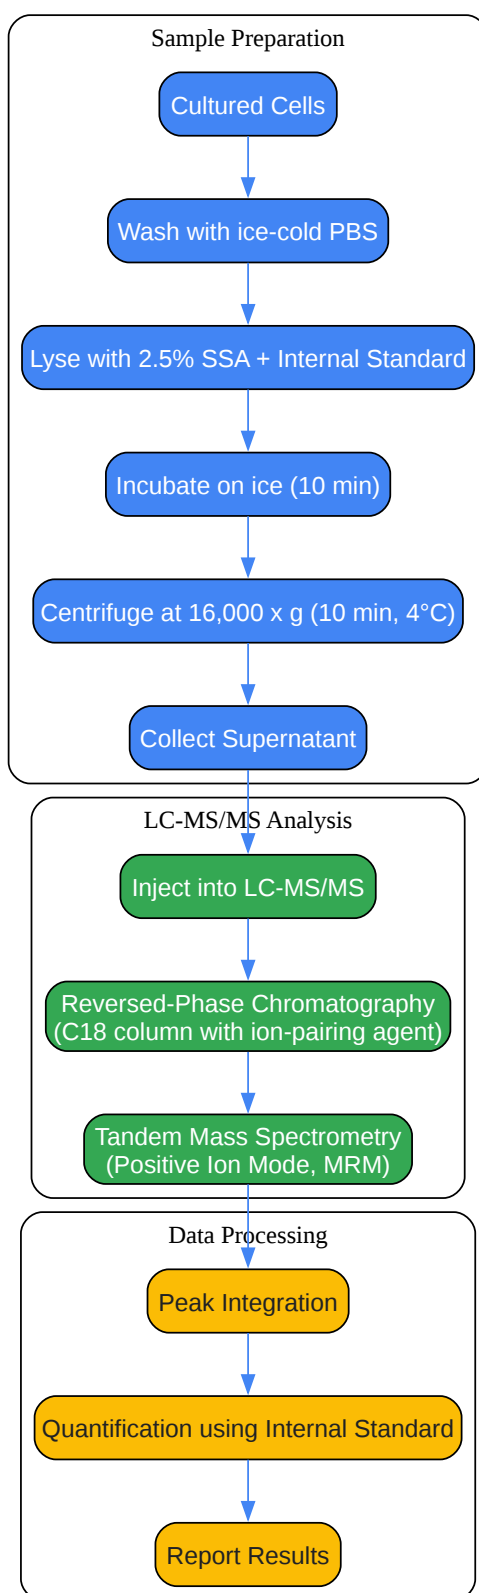 Sample Preparation
Cultured Cells
Wash with ice-cold PBS
Lyse with 2.5% SSA + Internal Standard
Incubate on ice (10 min)
Centrifuge at 16,000 x g (10 min, 4°C)
Collect Supernatant
LC-MS/MS Analysis
Inject into LC-MS/MS
Reversed-Phase Chromatography
(C18 column with ion-pairing agent)
Tandem Mass Spectrometry
(Positive Ion Mode, MRM)
Data Processing
Peak Integration
Quantification using Internal Standard
Report Results